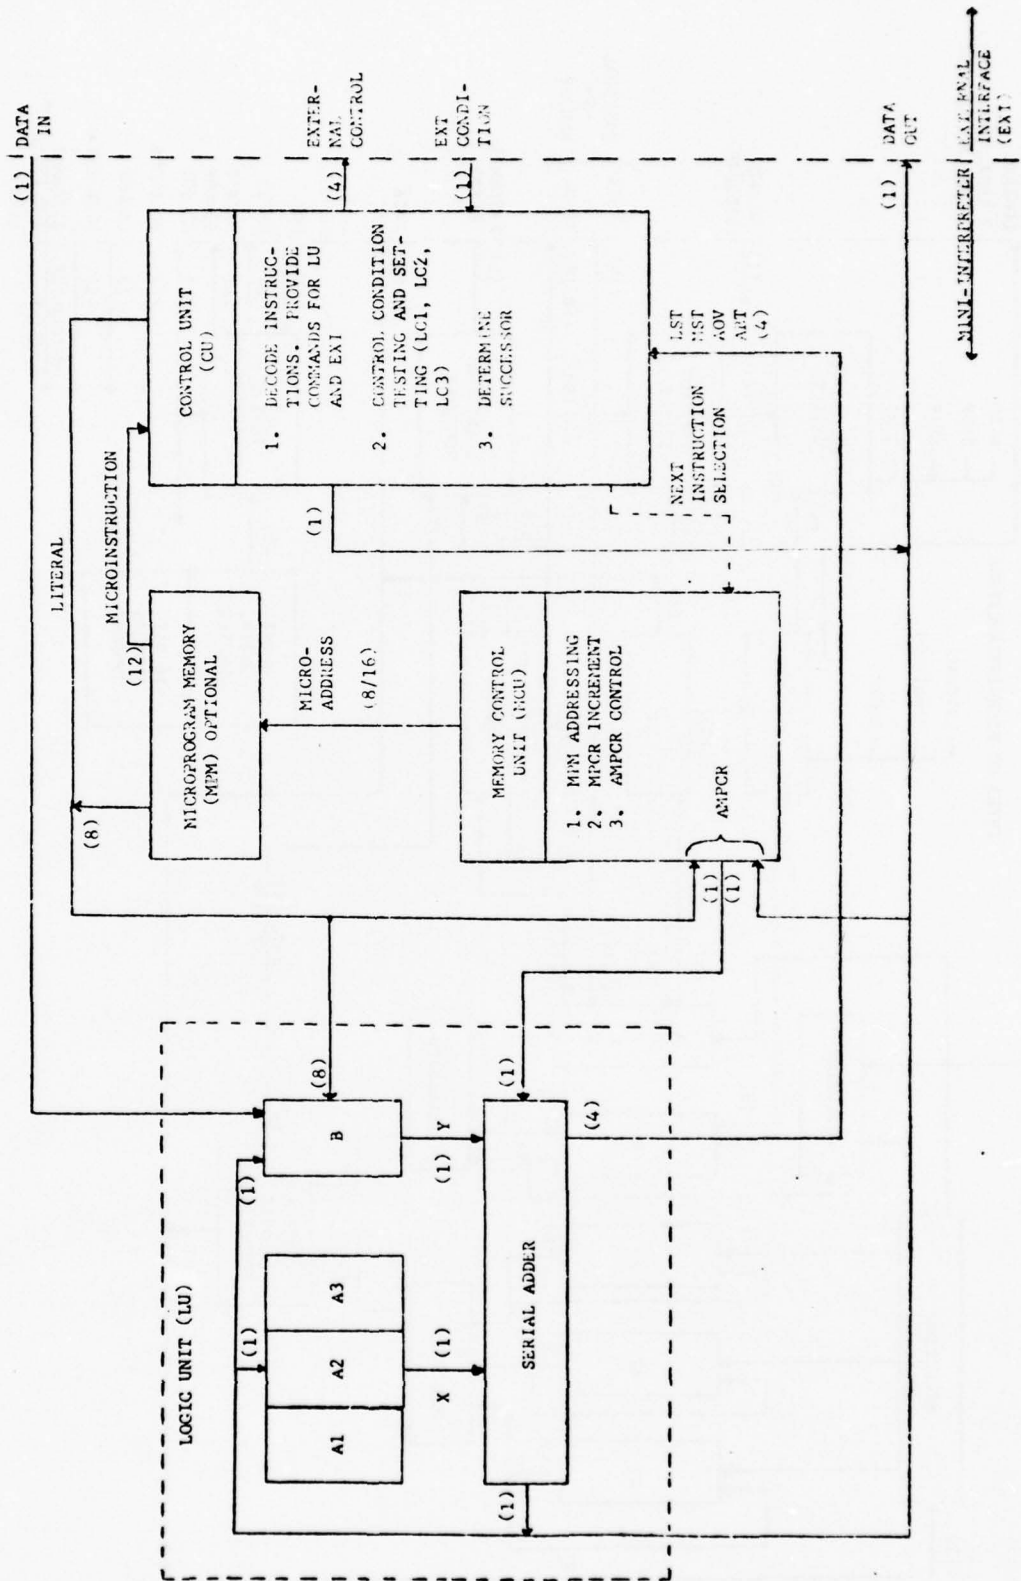 (1) DATA
IN
LITERAL
(8)
MICROINSTRUCTION
(12)
LOGIC UNIT (LU)
(1)
(1)
A1
A2
A3
B
(8)
X
(1)
(1)
Y
SERIAL ADDER
(1)
(1)
(4)
MICROPROGRAM MEMORY
(MPM) OPTIONAL
MICRO-
ADDRESS
(8/16)
MEMORY CONTROL
UNIT (MCU)
1. MPM ADDRESSING
2. MPCR INCREMENT
3. AMPCR CONTROL
AMPCR
(1)
(1)
CONTROL UNIT
(CU)
1. DECODE INSTRUC-
TIONS. PROVIDE
COMMANDS FOR LU
AND EXI
2. CONTROL CONDITION
TESTING AND SET-
TING (LC1, LC2,
LC3)
3. DETERMINE
SUCCESSOR
(1)
NEXT
INSTRUCTION
SELECTION
LST
MST
AOV
ABT
(4)
(4)
EXTER-
NAL
CONTROL
(1)
EXT
CONDI-
TION
(1) DATA
OUT
MINI-INTERPRETER
EXTERNAL
INTERFACE
(EXI)